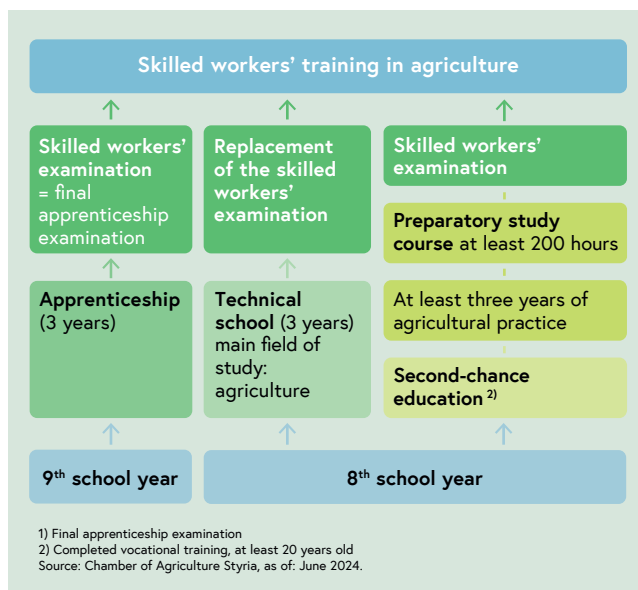 Skilled workers' training in agriculture
Skilled workers'
examination
= final
apprenticeship
examination
Replacement
of the skilled
workers'
examination
Skilled workers'
examination
Preparatory study
course at least 200 hours
Apprenticeship
(3 years)
Technical
school (3 years)
main field of
study:
agriculture
At least three years of
agricultural practice
Second-chance
education 2)
9th school year
8th school year
1) Final apprenticeship examination
2) Completed vocational training, at least 20 years old
Source: Chamber of Agriculture Styria, as of: June 2024.